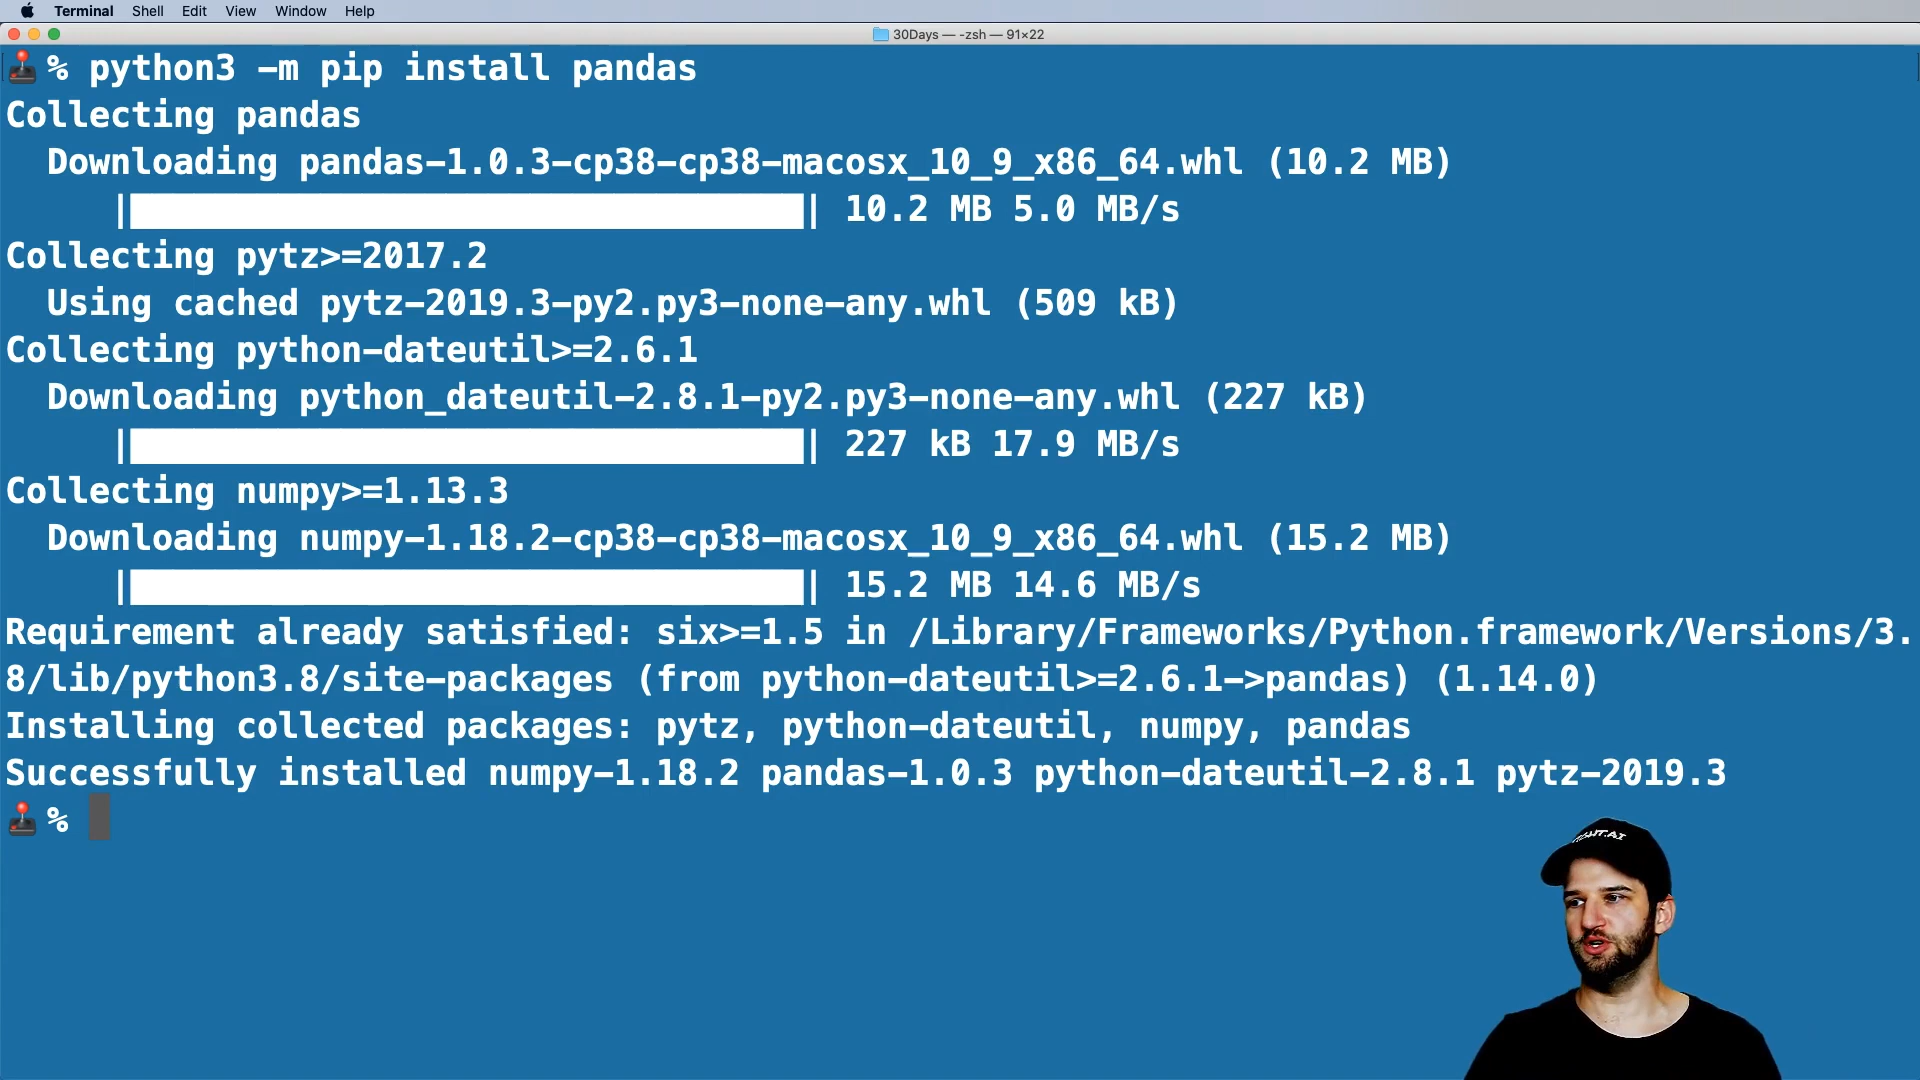 Terminal Shell Edit View Window Help
30Days — -zsh — 91×22
% python3 -m pip install pandas
Collecting pandas
Downloading pandas-1.0.3-cp38-cp38-macosx_10_9_x86_64.whl (10.2 MB)
|████████████████████████████████| 10.2 MB 5.0 MB/s
Collecting pytz>=2017.2
Using cached pytz-2019.3-py2.py3-none-any.whl (509 kB)
Collecting python-dateutil>=2.6.1
Downloading python_dateutil-2.8.1-py2.py3-none-any.whl (227 kB)
|████████████████████████████████| 227 kB 17.9 MB/s
Collecting numpy>=1.13.3
Downloading numpy-1.18.2-cp38-cp38-macosx_10_9_x86_64.whl (15.2 MB)
|████████████████████████████████| 15.2 MB 14.6 MB/s
Requirement already satisfied: six>=1.5 in /Library/Frameworks/Python.framework/Versions/3.
8/lib/python3.8/site-packages (from python-dateutil>=2.6.1->pandas) (1.14.0)
Installing collected packages: pytz, python-dateutil, numpy, pandas
Successfully installed numpy-1.18.2 pandas-1.0.3 python-dateutil-2.8.1 pytz-2019.3
%